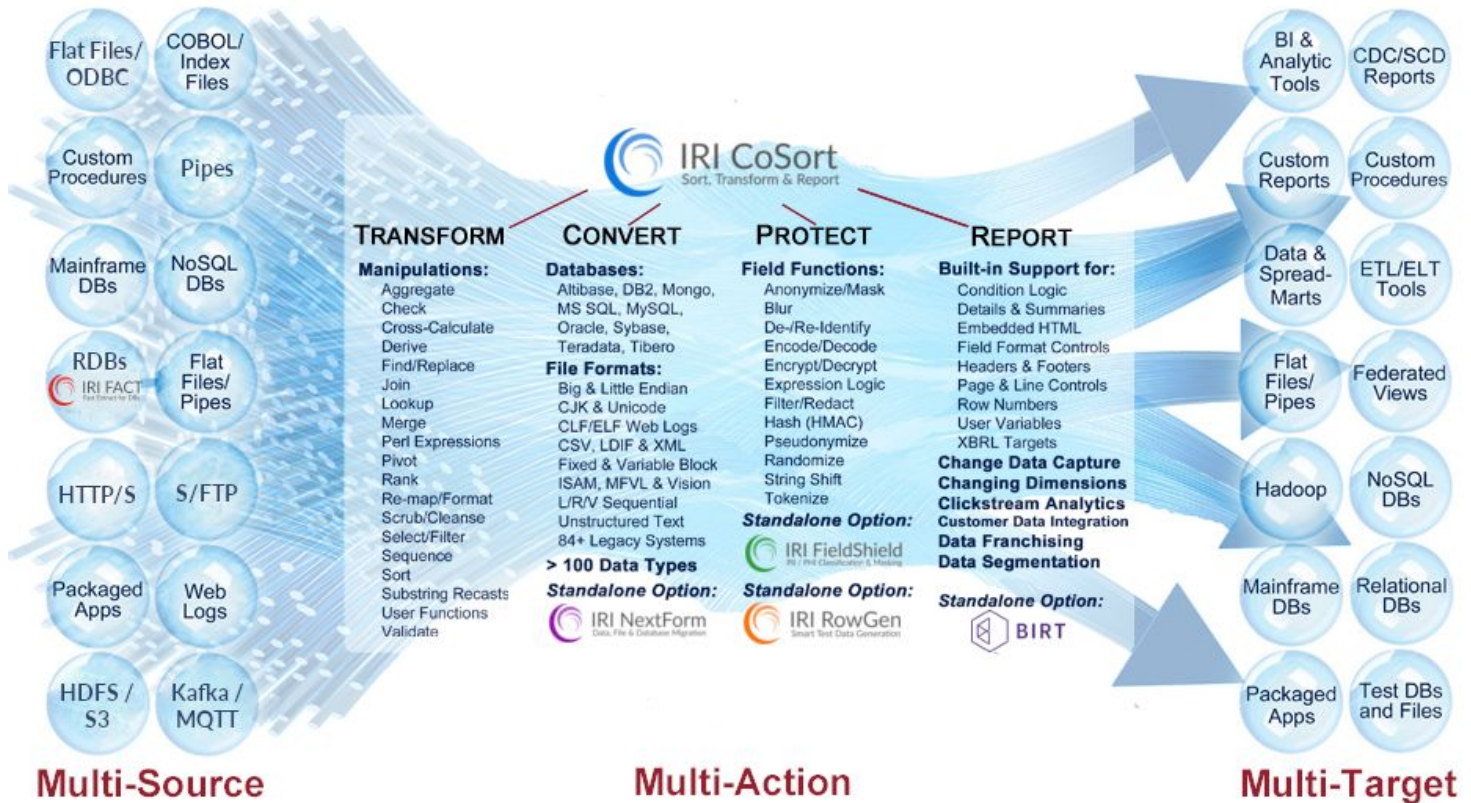 Flat Files/
ODBC
COBOL/
Index
Files
Custom
Procedures
Pipes
Mainframe
DBs
NoSQL
DBs
RDBs
IRI FACT
Fast Extract for DBs
Flat
Files/
Pipes
HTTP/S
S/FTP
Packaged
Apps
Web
Logs
HDFS /
S3
Kafka /
MQTT
Multi-Source
IRI CoSort
Sort, Transform & Report
TRANSFORM
Manipulations:
Aggregate
Check
Cross-Calculate
Derive
Find/Replace
Join
Lookup
Merge
Perl Expressions
Pivot
Rank
Re-map/Format
Scrub/Cleanse
Select/Filter
Sequence
Sort
Substring Recasts
User Functions
Validate
CONVERT
Databases:
Altibase, DB2, Mongo,
MS SQL, MySQL,
Oracle, Sybase,
Teradata, Tibero
File Formats:
Big & Little Endian
CJK & Unicode
CLF/ELF Web Logs
CSV, LDIF & XML
Fixed & Variable Block
ISAM, MFVL & Vision
L/R/V Sequential
Unstructured Text
84+ Legacy Systems
> 100 Data Types
Standalone Option:
IRI NextForm
Data, File & Database Migration
PROTECT
Field Functions:
Anonymize/Mask
Blur
De-/Re-Identify
Encode/Decode
Encrypt/Decrypt
Expression Logic
Filter/Redact
Hash (HMAC)
Pseudonymize
Randomize
String Shift
Tokenize
Standalone Option:
IRI FieldShield
PII / PHI Classification & Masking
Standalone Option:
IRI RowGen
Smart Test Data Generation
REPORT
Built-in Support for:
Condition Logic
Details & Summaries
Embedded HTML
Field Format Controls
Headers & Footers
Page & Line Controls
Row Numbers
User Variables
XBRL Targets
Change Data Capture
Changing Dimensions
Clickstream Analytics
Customer Data Integration
Data Franchising
Data Segmentation
Standalone Option:
BIRT
Multi-Action
BI &
Analytic
Tools
CDC/SCD
Reports
Custom
Reports
Custom
Procedures
Data &
Spread-
Marts
ETL/ELT
Tools
Flat
Files/
Pipes
Federated
Views
Hadoop
NoSQL
DBs
Mainframe
DBs
Relational
DBs
Packaged
Apps
Test DBs
and Files
Multi-Target